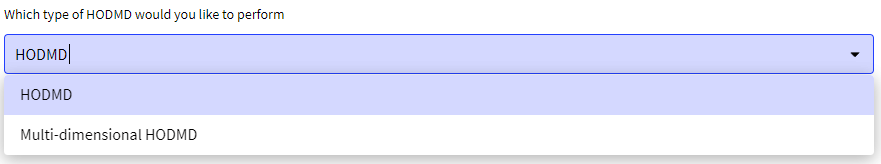 Which type of HODMD would you like to perform
HODMD
HODMD
Multi-dimensional HODMD